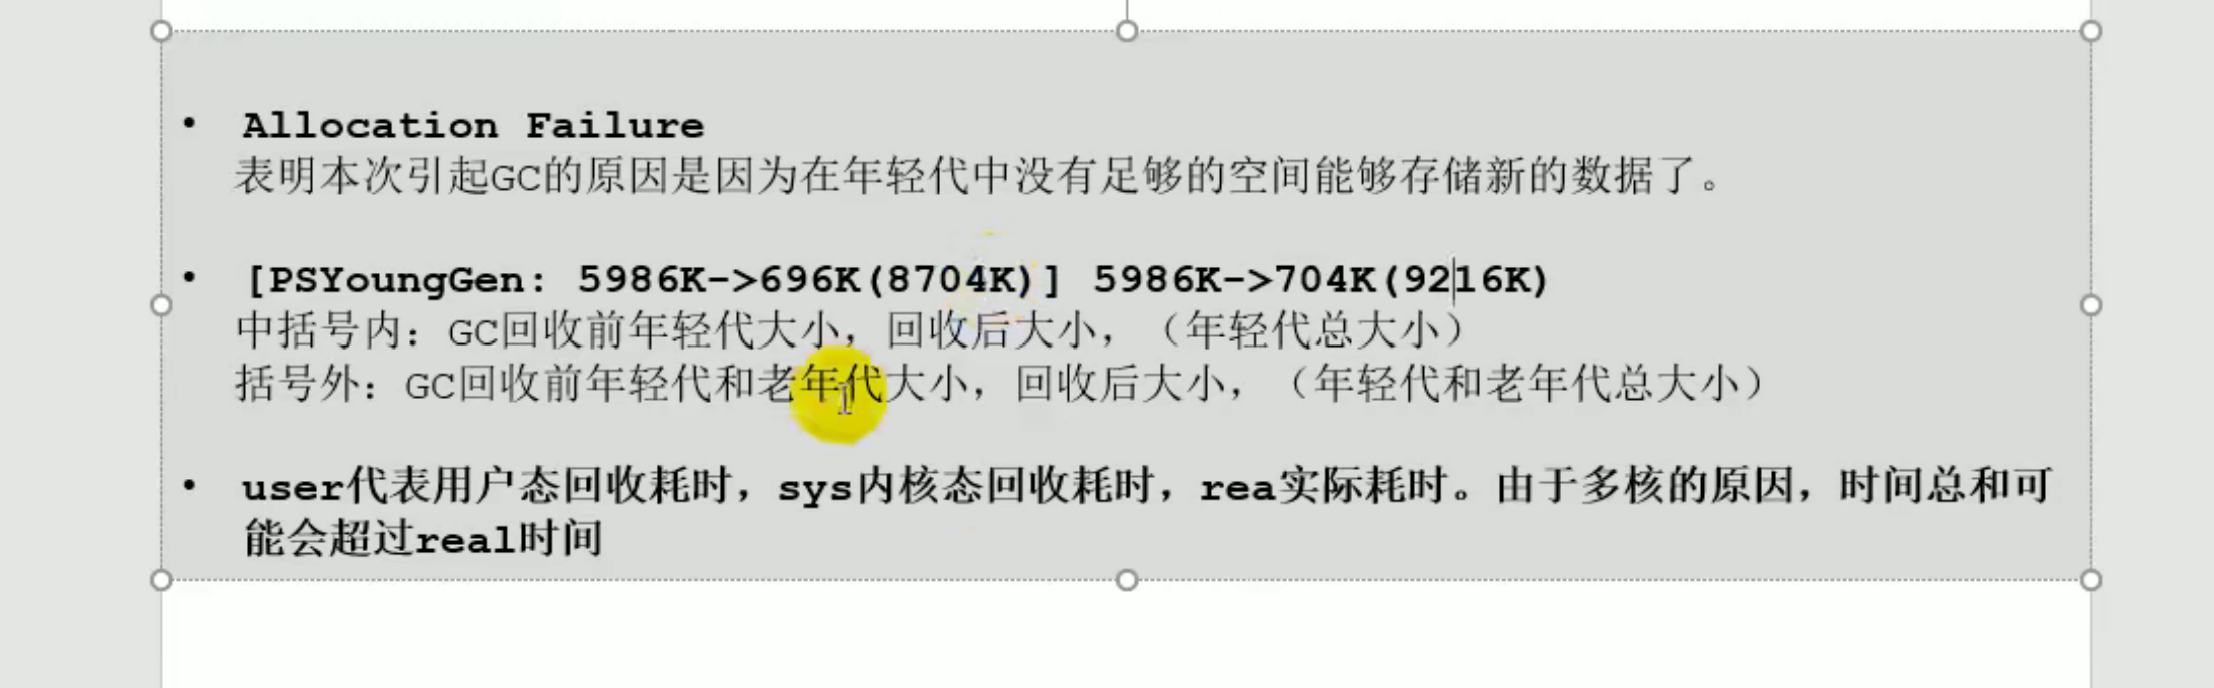 • Allocation Failure
表明本次引起GC的原因是因为在年轻代中没有足够的空间能够存储新的数据了。
• [PSYoungGen: 5986K->696K(8704K)] 5986K->704K(9216K)
中括号内：GC回收前年轻代大小，回收后大小，（年轻代总大小）
括号外：GC回收前年轻代和老年代大小，回收后大小，（年轻代和老年代总大小）
• user代表用户态回收耗时，sys内核态回收耗时，rea实际耗时。由于多核的原因，时间总和可
能会超过real时间